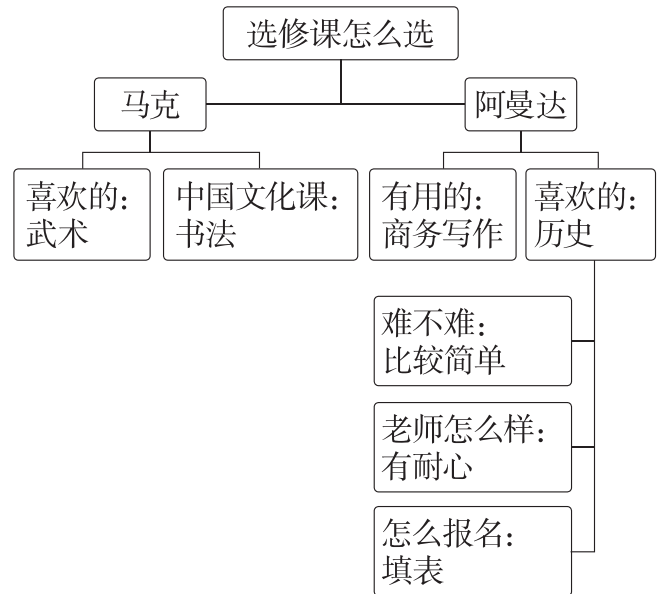 选修课怎么选
马克
阿曼达
喜欢的：
武术
中国文化课：
书法
有用的：
商务写作
喜欢的：
历史
难不难：
比较简单
老师怎么样：
有耐心
怎么报名：
填表